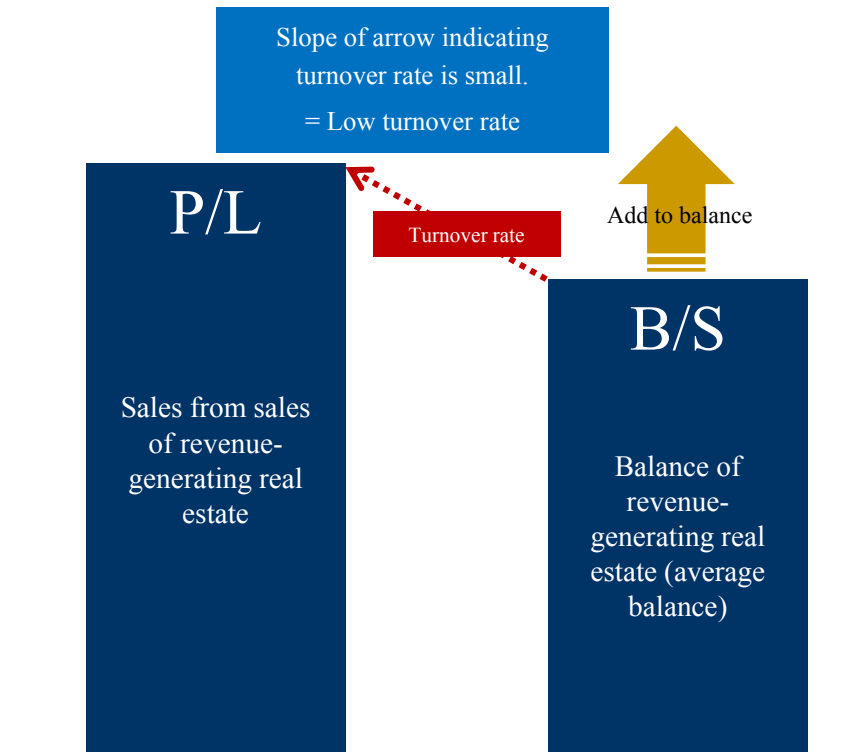 Slope of arrow indicating
turnover rate is small.
= Low turnover rate
P/L
Add to balance
Turnover rate
B/S
Sales from sales
of revenue-
generating real
estate
Balance of
revenue-
generating real
estate (average
balance)